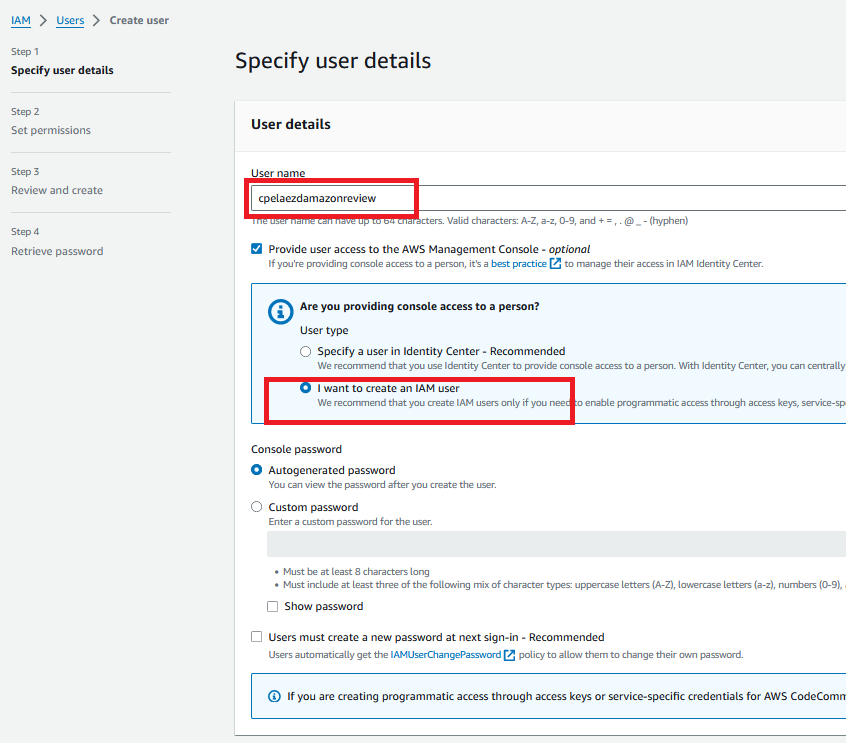 IAM > Users > Create user
Step 1
Specify user details
Step 2
Set permissions
Step 3
Review and create
Step 4
Retrieve password
Specify user details
User details
User name
cpelaezdamazonreview
The user name can have up to 64 characters. Valid characters: A-Z, a-z, 0-9, and + = , . @ _ - (hyphen)
Provide user access to the AWS Management Console - optional
If you're providing console access to a person, it's a best practice to manage their access in IAM Identity Center.
Are you providing console access to a person?
User type
Specify a user in Identity Center - Recommended
We recommend that you use Identity Center to provide console access to a person. With Identity Center, you can centrally
I want to create an IAM user
We recommend that you create IAM users only if you need to enable programmatic access through access keys, service-spe
Console password
Autogenerated password
You can view the password after you create the user.
Custom password
Enter a custom password for the user.
• Must be at least 8 characters long
• Must include at least three of the following mix of character types: uppercase letters (A-Z), lowercase letters (a-z), numbers (0-9),
Show password
Users must create a new password at next sign-in - Recommended
Users automatically get the IAMUserChangePassword policy to allow them to change their own password.
If you are creating programmatic access through access keys or service-specific credentials for AWS CodeComm